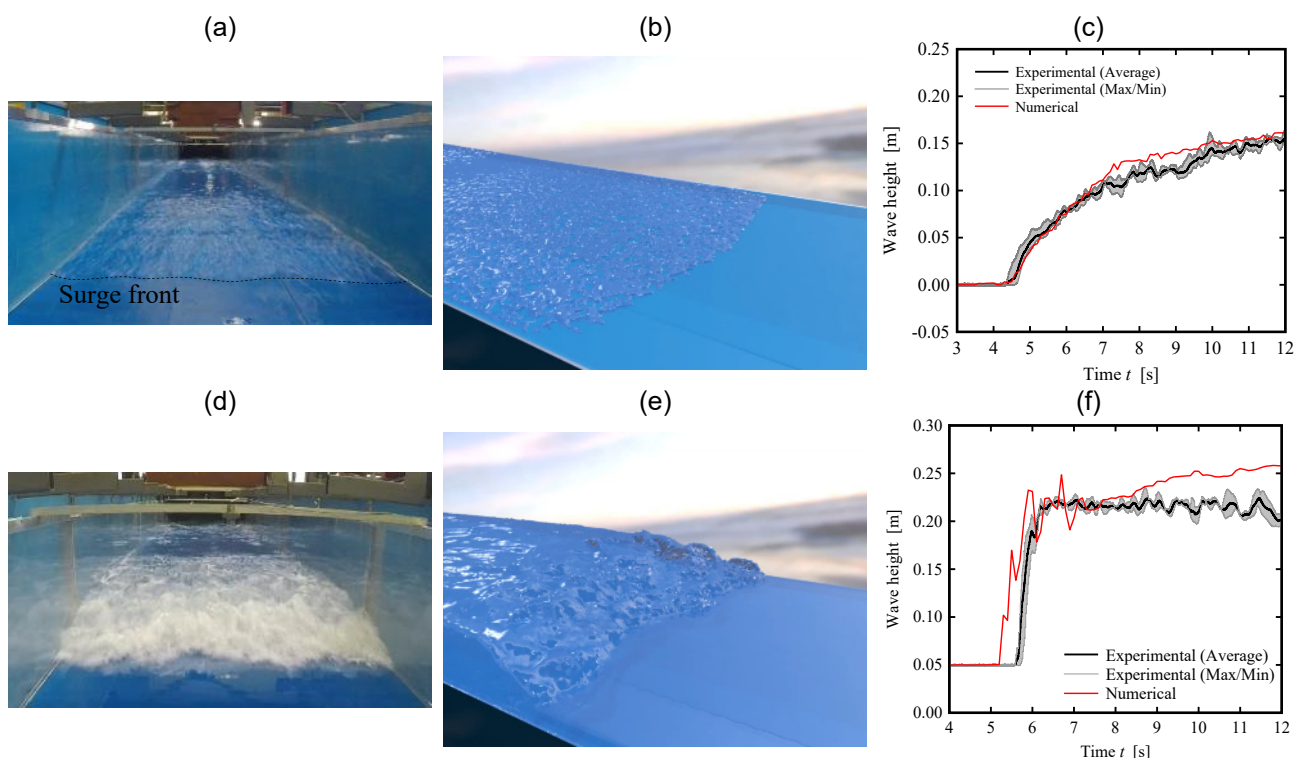 (a)
(b)
(c)
Surge front
0.25
0.20
0.15
0.10
0.05
0.00
-0.05
Wave height [m]
Experimental (Average)
Experimental (Max/Min)
Numerical
3 4 5 6 7 8 9 10 11 12
Time t [s]
(d)
(e)
(f)
0.30
0.25
0.20
0.15
0.10
0.05
0.00
Wave height [m]
Experimental (Average)
Experimental (Max/Min)
Numerical
4 5 6 7 8 9 10 11 12
Time t [s]